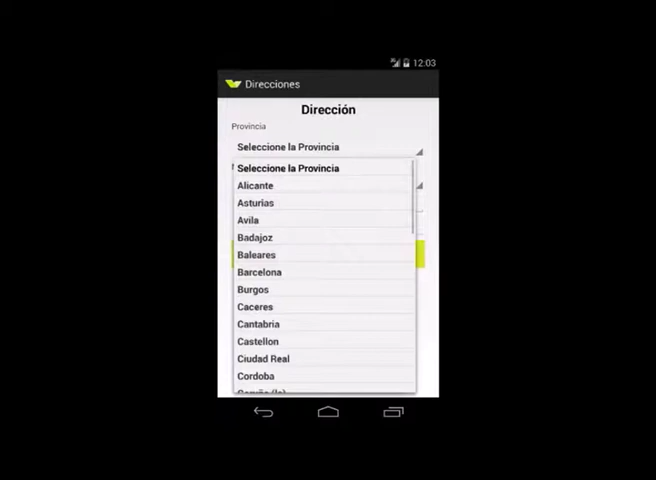 12:03
Direcciones
Dirección
Provincia
Seleccione la Provincia
Seleccione la Provincia
Alicante
Asturias
Avila
Badajoz
Baleares
Barcelona
Burgos
Caceres
Cantabria
Castellon
Ciudad Real
Cordoba